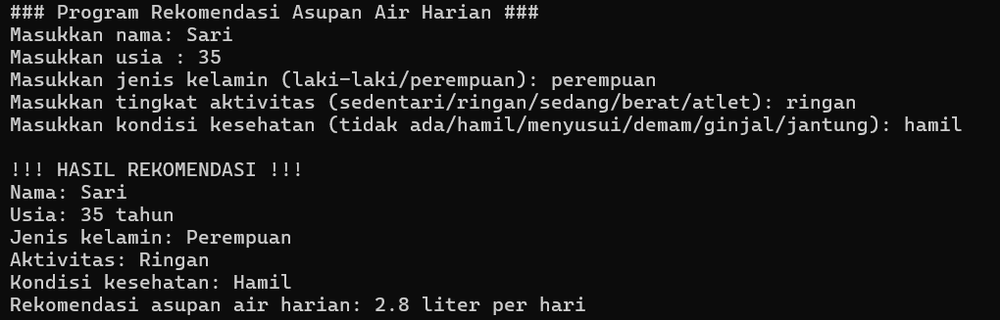 ### Program Rekomendasi Asupan Air Harian ###
Masukkan nama: Sari
Masukkan usia : 35
Masukkan jenis kelamin (laki-laki/perempuan): perempuan
Masukkan tingkat aktivitas (sedentari/ringan/sedang/berat/atlet): ringan
Masukkan kondisi kesehatan (tidak ada/hamil/menyusui/demam/ginjal/jantung): hamil
!!! HASIL REKOMENDASI !!!
Nama: Sari
Usia: 35 tahun
Jenis kelamin: Perempuan
Aktivitas: Ringan
Kondisi kesehatan: Hamil
Rekomendasi asupan air harian: 2.8 liter per hari